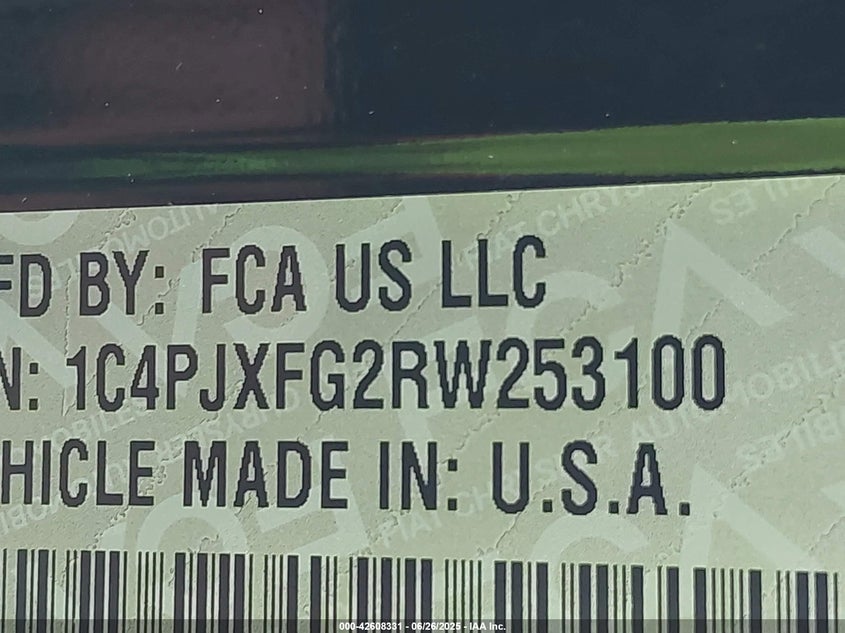 FD BY: FCA US LLC
N: 1C4PJXFG2RW253100
HICLE MADE IN: U.S.A.
000-42608331 - 06/26/2025 - IAA Inc.